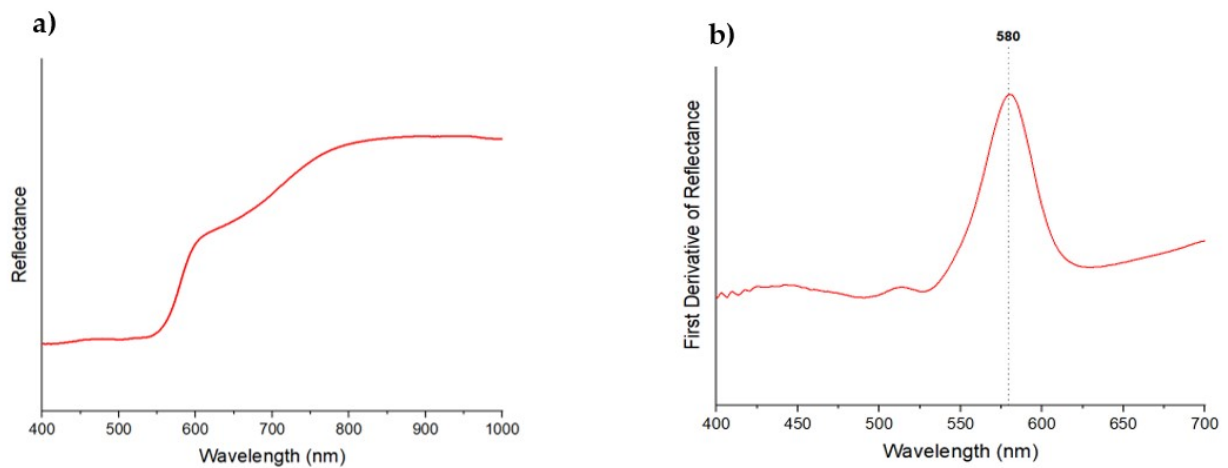 a)
Reflectance
400 500 600 700 800 900 1000
Wavelength (nm)
b)
580
First Derivative of Reflectance
400 450 500 550 600 650 700
Wavelength (nm)